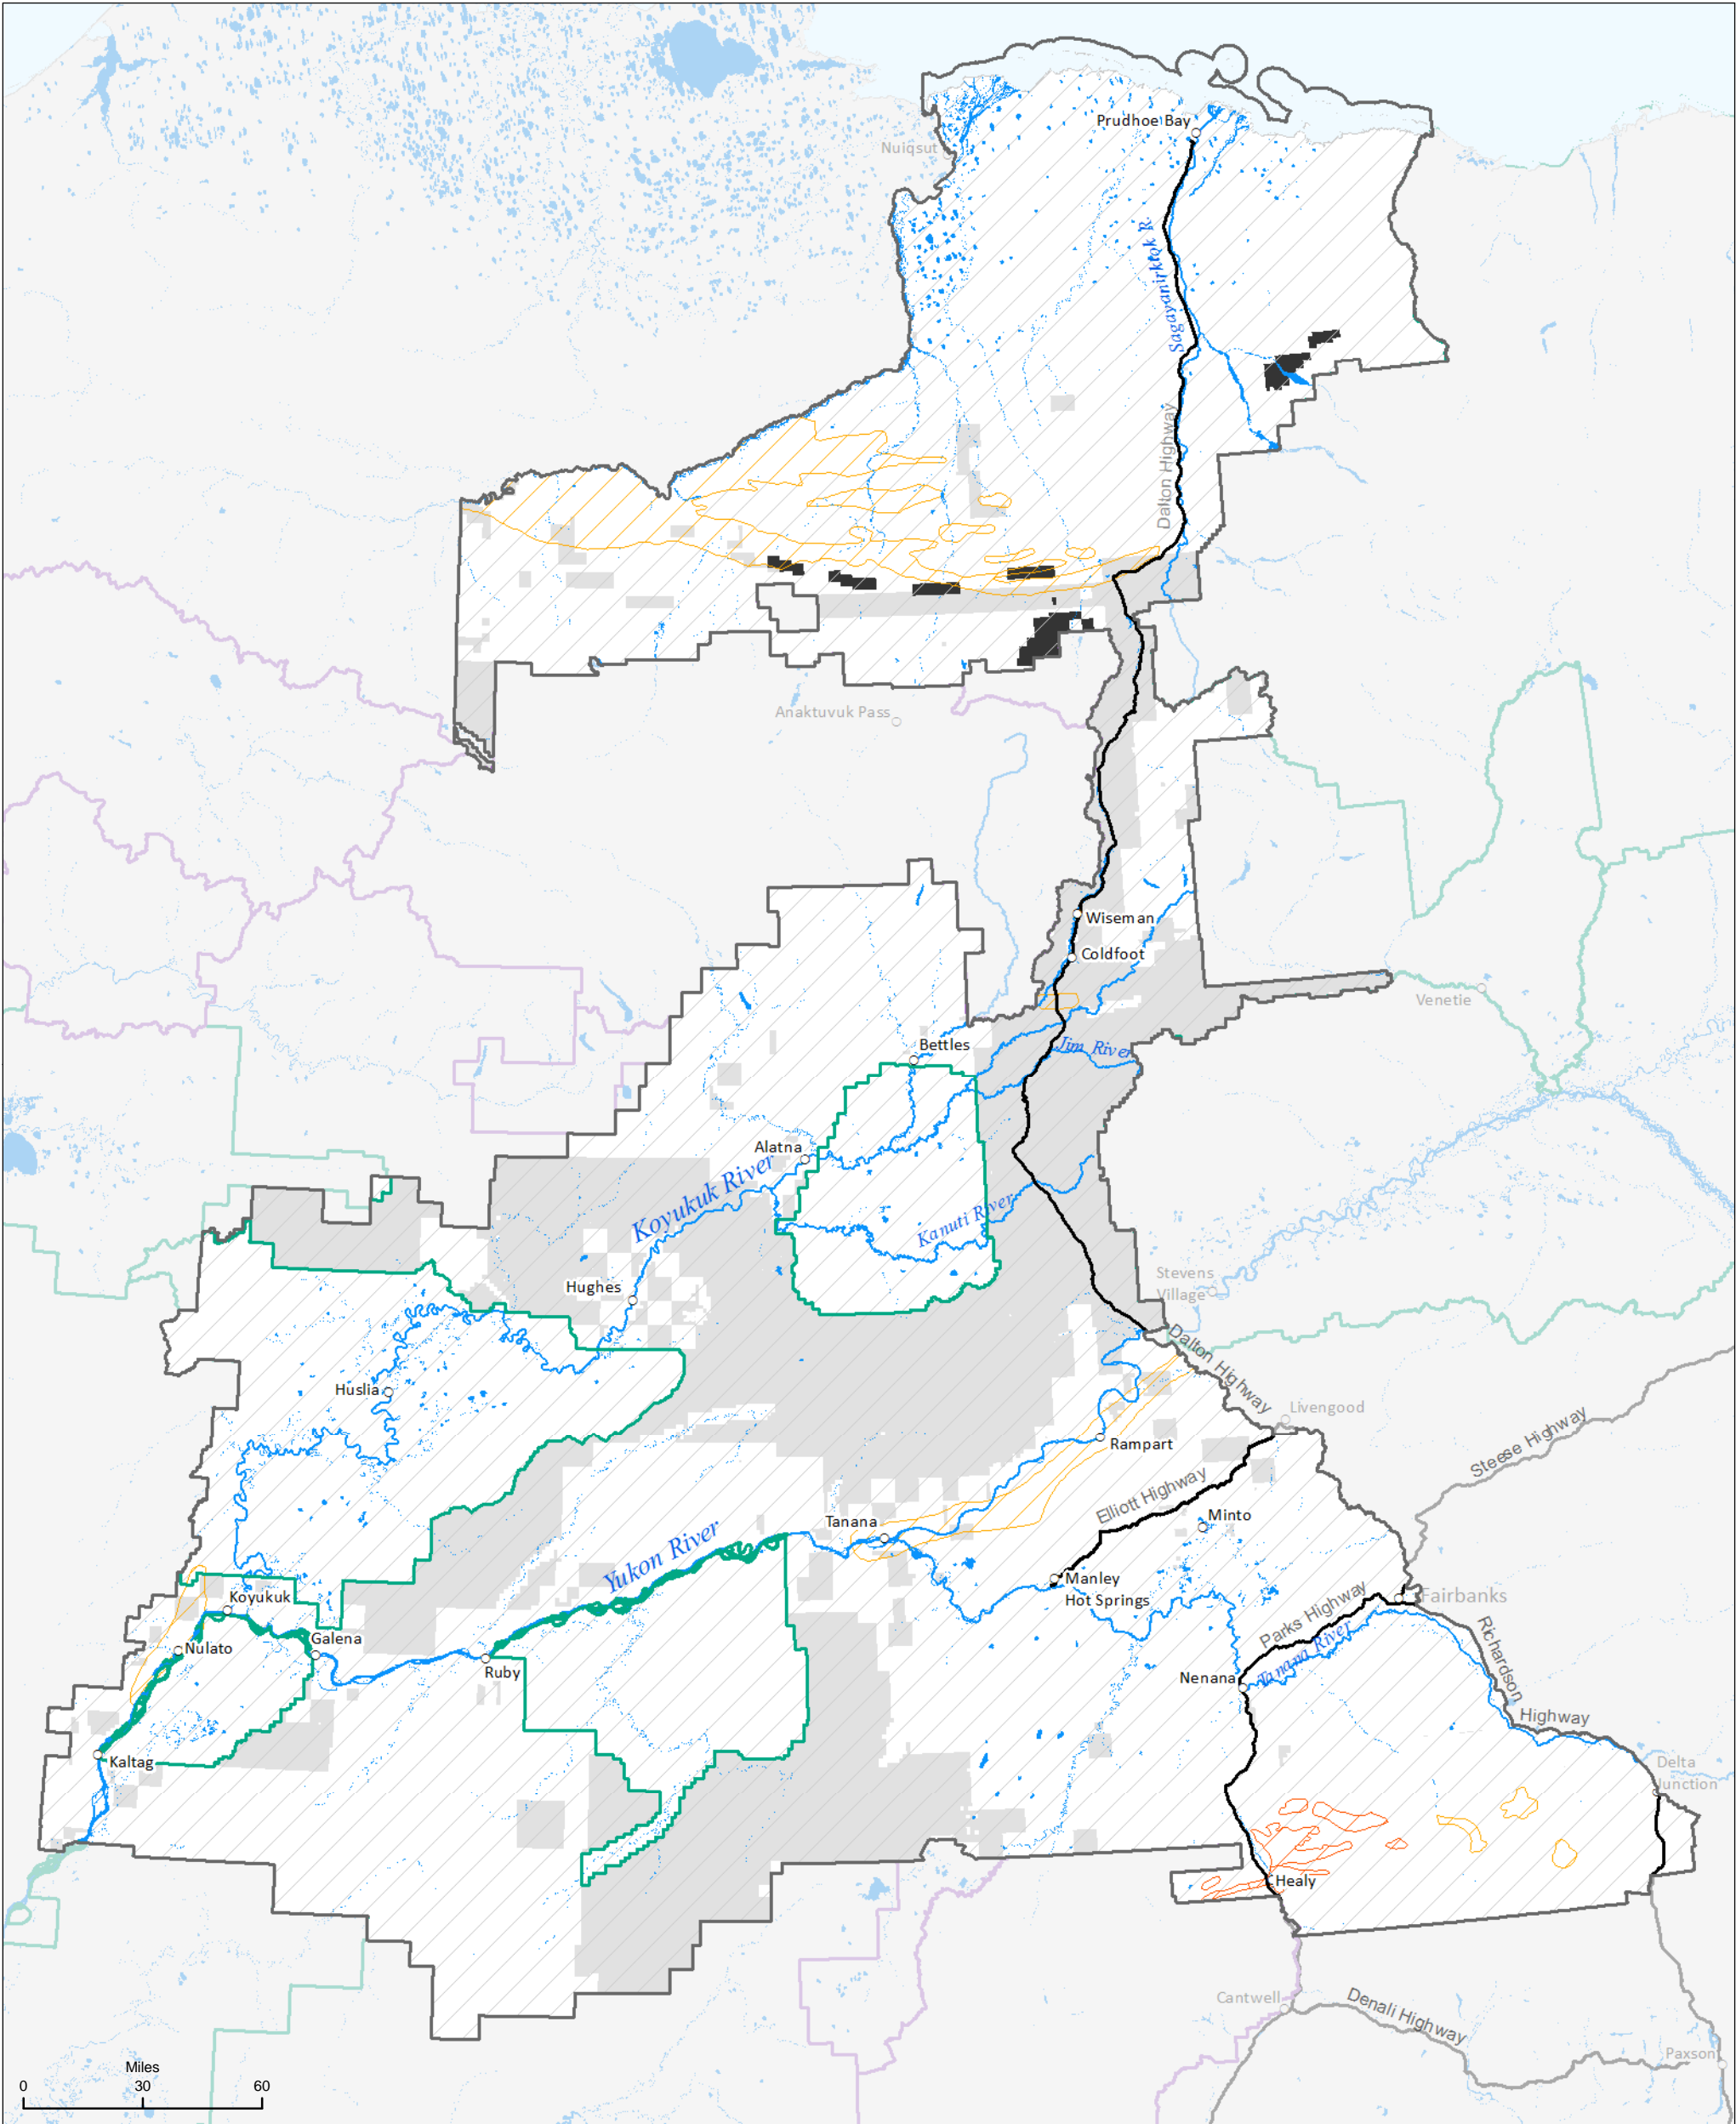 Prudhoe Bay
Nuiqsut
Sagavanirktok R.
Dalton Highway
Anaktuvuk Pass
Wiseman
Coldfoot
Venetie
Bettles
Jim River
Alatna
Koyukuk River
Kanuti River
Hughes
Stevens
Village
Dalton Highway
Huslia
Livengood
Steese Highway
Rampart
Elliott Highway
Minto
Tanana
Yukon River
Manley
Hot Springs
Koyukuk
Parks Highway
Fairbanks
Nulato
Galena
Ruby
Tanana River
Nenana
Richardson
Highway
Kaltag
Delta
Junction
Healy
Cantwell
Denali Highway
Paxson
Miles
0 30 60